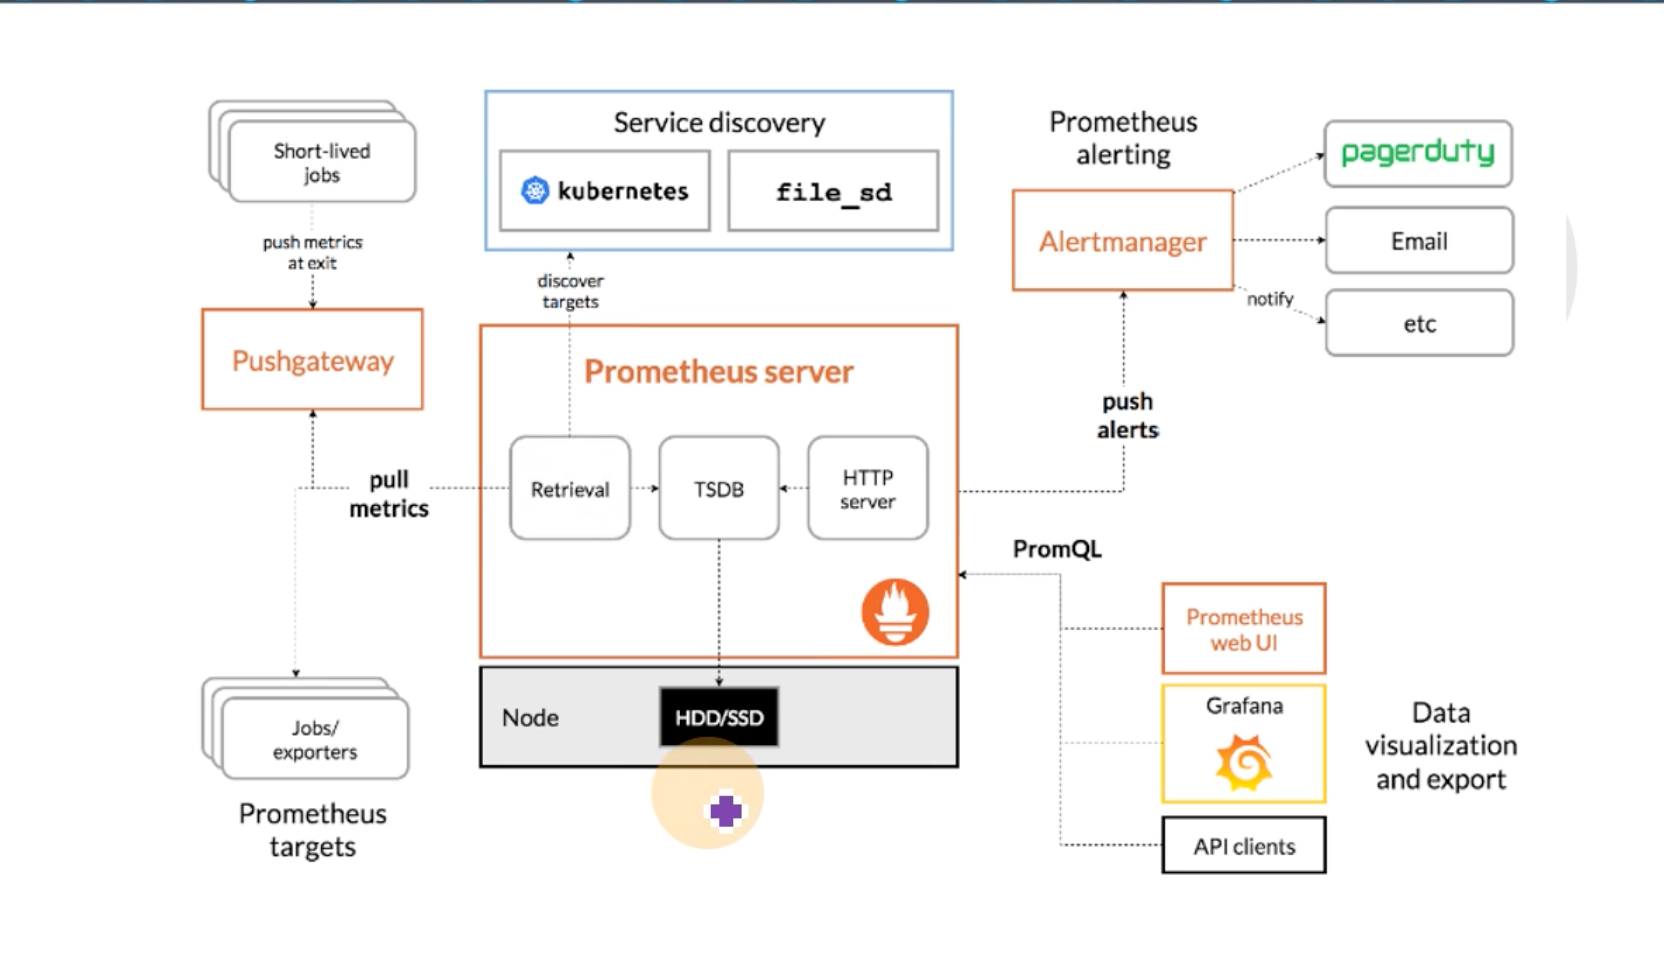 Short-lived
jobs
push metrics
at exit
Pushgateway
pull
metrics
Jobs/
exporters
Prometheus
targets
Service discovery
kubernetes
file_sd
discover
targets
Prometheus server
Retrieval
TSDB
HTTP
server
Node
HDD/SSD
Prometheus
alerting
Alertmanager
pagerduty
Email
etc
notify
push
alerts
PromQL
Prometheus
web UI
Grafana
API clients
Data
visualization
and export